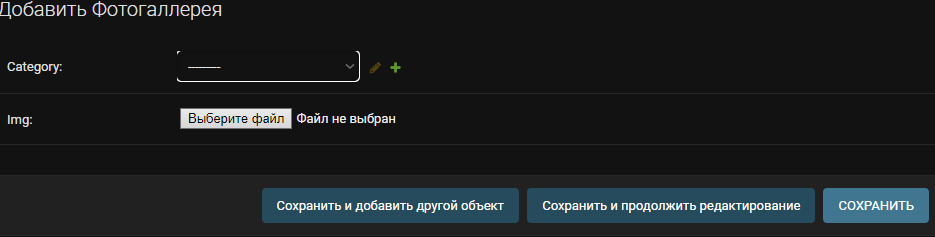 Добавить Фотогаллерея
Category: ---------
Img: Выберите файл Файл не выбран
Сохранить и добавить другой объект Сохранить и продолжить редактирование СОХРАНИТЬ